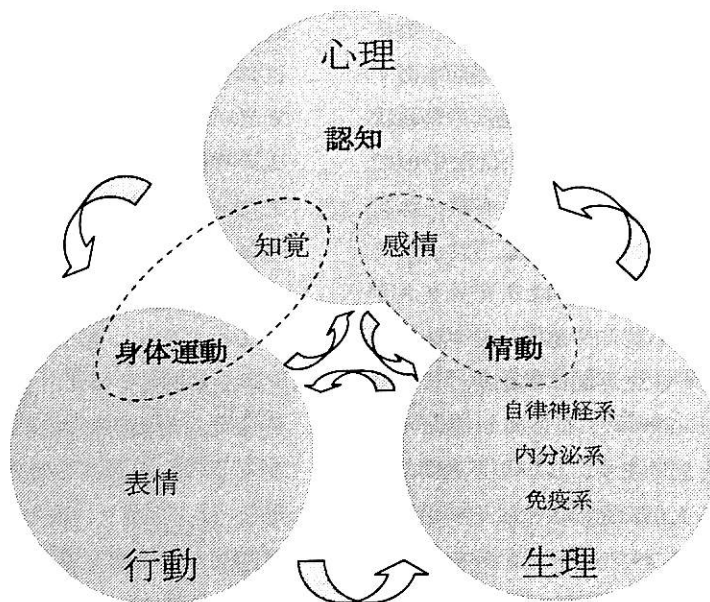 心理
認知
知覚 感情
身体運動 情動
自律神経系
内分泌系
表情
免疫系
行動 生理